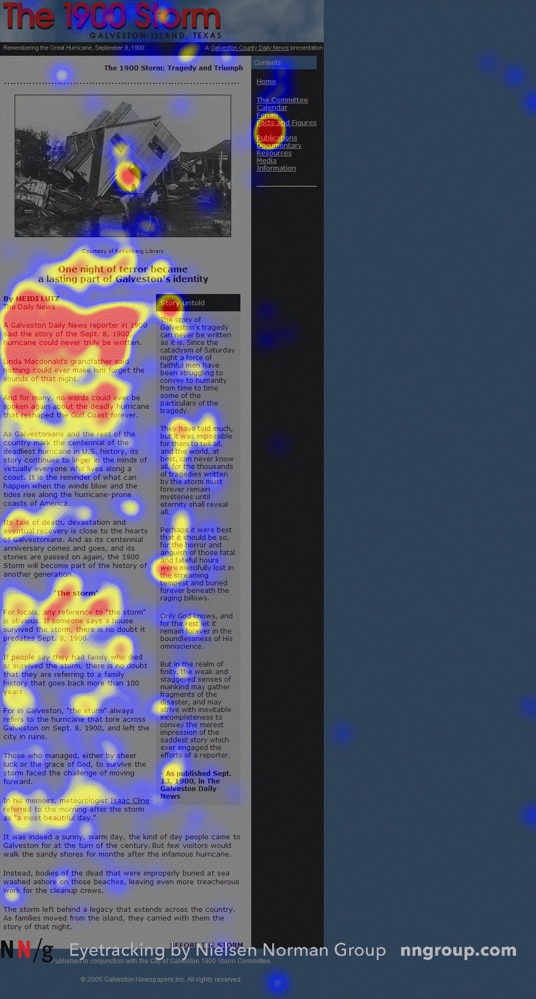 The 1900 Storm
GALVESTON ISLAND, TEXAS
Remembering the Great Hurricane, September 8, 1900
A Galveston County Daily News presentation
The 1900 Storm: Tragedy and Triumph
Courtesy of Rosenberg Library
One night of terror became
a lasting part of Galveston's identity
By HEIDI LUTZ
The Daily News
A Galveston Daily News reporter in 1900
said the story of the Sept. 8, 1900,
hurricane could never truly be written.
Linda Macdonald's grandfather said
nothing could ever make him forget the
sounds of that night.
And for many, no words could ever be
spoken again about the deadly hurricane
that reshaped the Gulf Coast forever.
As Galvestonians and the rest of the
country mark the centennial of the
deadliest hurricane in U.S. history, its
story continues to linger in the minds of
virtually everyone who lives along a
coast. It is the reminder of what can
happen when the winds blow and the
tides rise along the hurricane-prone
coasts of America.
Its tale of death, devastation and
eventual recovery is close to the hearts
of Galvestonians. And as its centennial
anniversary comes and goes, and its
stories are passed on again, the 1900
Storm will become part of the history of
another generation.
'The storm'
For locals, any reference to "the storm"
is obvious. If someone says a house
survived the storm, there is no doubt it
predates Sept. 8, 1900.
If people say they had family who died
or survived the storm, there is no doubt
that they are referring to a family
history that goes back more than 100
years.
For in Galveston, "the storm" always
refers to the hurricane that tore across
Galveston on Sept. 8, 1900, and left the
city in ruins.
Those who managed, either by sheer
luck or the grace of God, to survive the
storm faced the challenge of moving
forward.
In his memoirs, meteorologist Isaac Cline
referred to the morning after the storm
as "a most beautiful day."
It was indeed a sunny, warm day, the kind of day people came to
Galveston for at the turn of the century. But few visitors would
walk the sandy shores for months after the infamous hurricane.
Instead, bodies of the dead that were improperly buried at sea
washed ashore on those beaches, leaving even more treacherous
work for the cleanup crews.
The storm left behind a legacy that extends across the country.
As families moved from the island, they carried with them the
story of that night.
BEFORE THE STORM
Story untold
The story of
Galveston's tragedy
can never be written
as it is. Since the
cataclysm of Saturday
night a force of
faithful men have
been struggling to
convey to humanity
from time to time
some of the
particulars of the
tragedy.
They have told much,
but it was impossible
for them to tell all,
and the world, at
best, can never know
all, for the thousands
of tragedies written
by the storm must
forever remain
mysteries until
eternity shall reveal
all.
Perhaps it were best
that it should be so,
for the horror and
anguish of those fatal
and fateful hours
were mercifully lost in
the screaming
tempest and buried
forever beneath the
raging billows.
Only God knows, and
for the rest let it
remain forever in the
boundlessness of His
omniscience.
But in the realm of
finity, the weak and
staggered senses of
mankind may gather
fragments of the
disaster, and may
strive with inevitable
incompleteness to
convey the merest
impression of the
saddest story which
ever engaged the
efforts of a reporter.
- As published Sept.
13, 1900, in The
Galveston Daily
News
Contents
Home
The Committee
Calendar
Forum
Facts and Figures
Publications
Documentary
Resources
Media
Information
NN/g Eyetracking by Nielsen Norman Group nngroup.com
Published in conjunction with the City of Galveston 1900 Storm Committee.
© 2005 Galveston Newspapers Inc. All rights reserved.